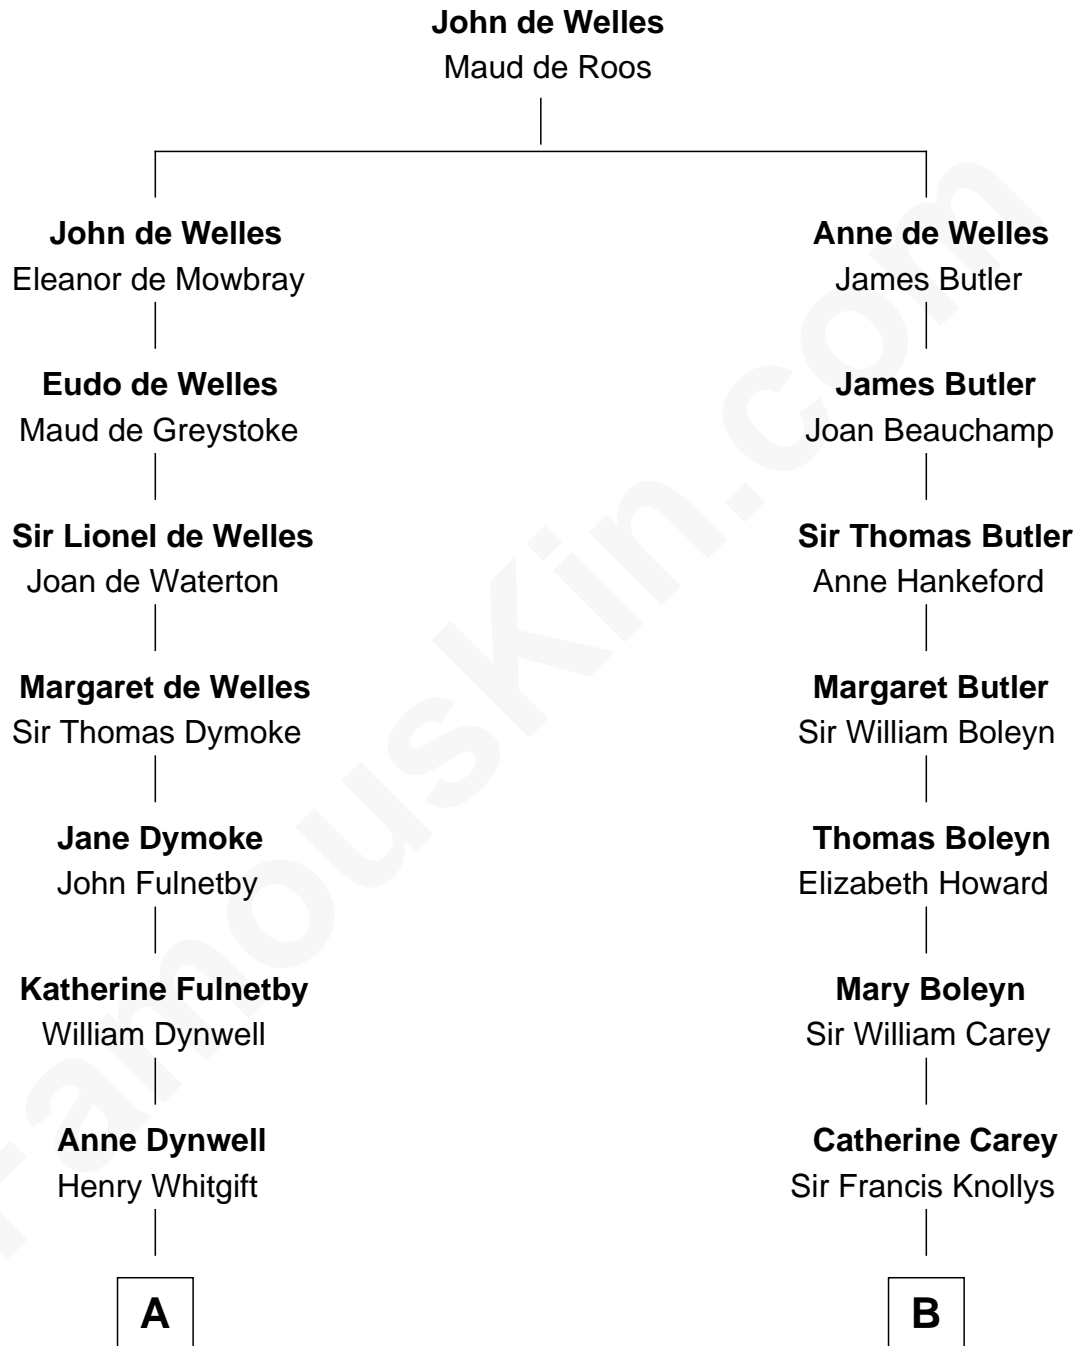 John de Welles
Maud de Roos
John de Welles
Eleanor de Mowbray
Anne de Welles
James Butler
Eudo de Welles
Maud de Greystoke
James Butler
Joan Beauchamp
Sir Lionel de Welles
Joan de Waterton
Sir Thomas Butler
Anne Hankeford
Margaret de Welles
Sir Thomas Dymoke
Margaret Butler
Sir William Boleyn
Jane Dymoke
John Fulnetby
Thomas Boleyn
Elizabeth Howard
Katherine Fulnetby
William Dynwell
Mary Boleyn
Sir William Carey
Anne Dynwell
Henry Whitgift
Catherine Carey
Sir Francis Knollys
A
B
FamousKin.com